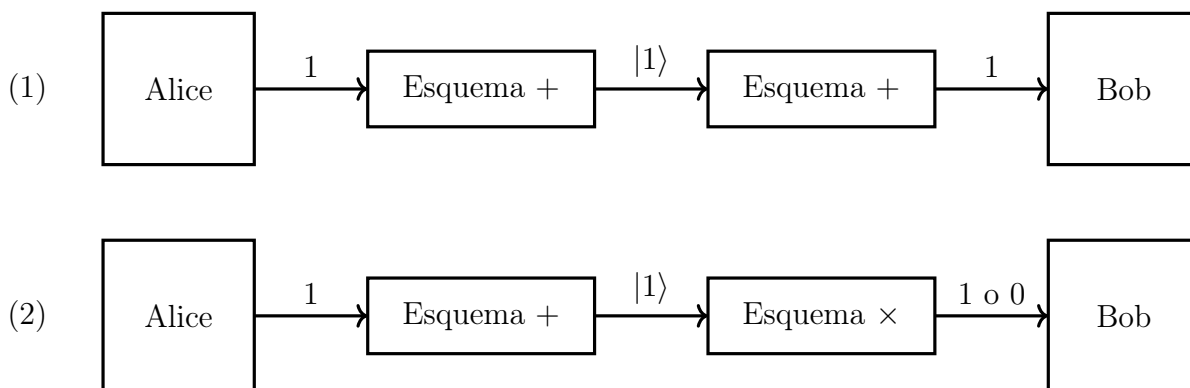 (1) Alice 1 Esquema + |1⟩ Esquema + 1 Bob
(2) Alice 1 Esquema + |1⟩ Esquema × 1 o 0 Bob